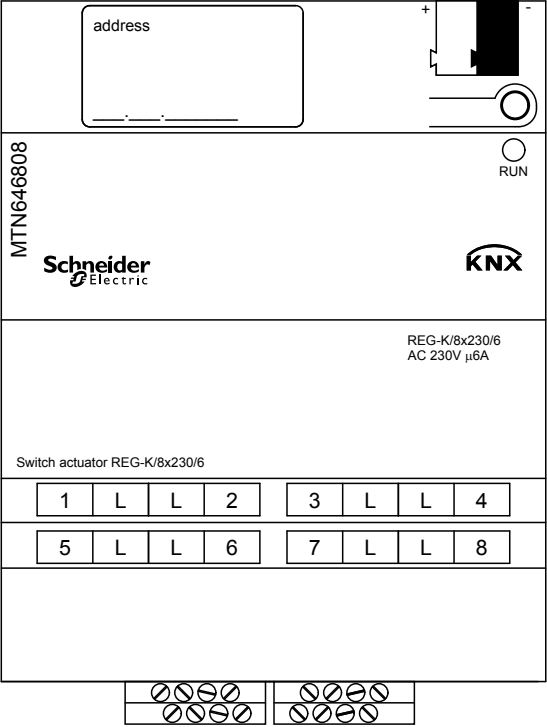 address
+ -
___.___._______
RUN
MTN646808
Schneider
Electric
KNX
REG-K/8x230/6
AC 230V µ6A
Switch actuator REG-K/8x230/6
1 L L 2 3 L L 4
5 L L 6 7 L L 8